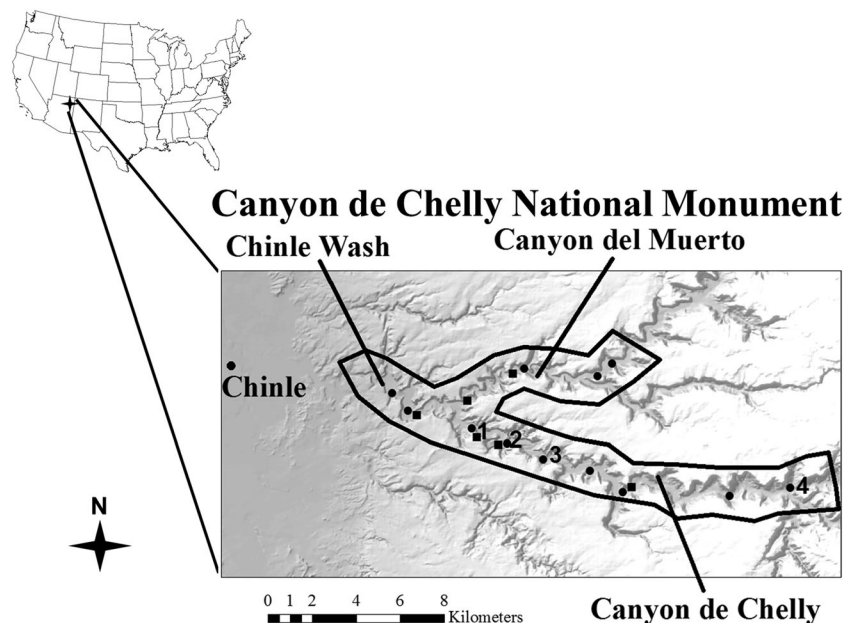 Canyon de Chelly National Monument
Chinle Wash
Canyon del Muerto
Chinle
1
2
3
4
N
0 1 2 4 6 8
Kilometers
Canyon de Chelly